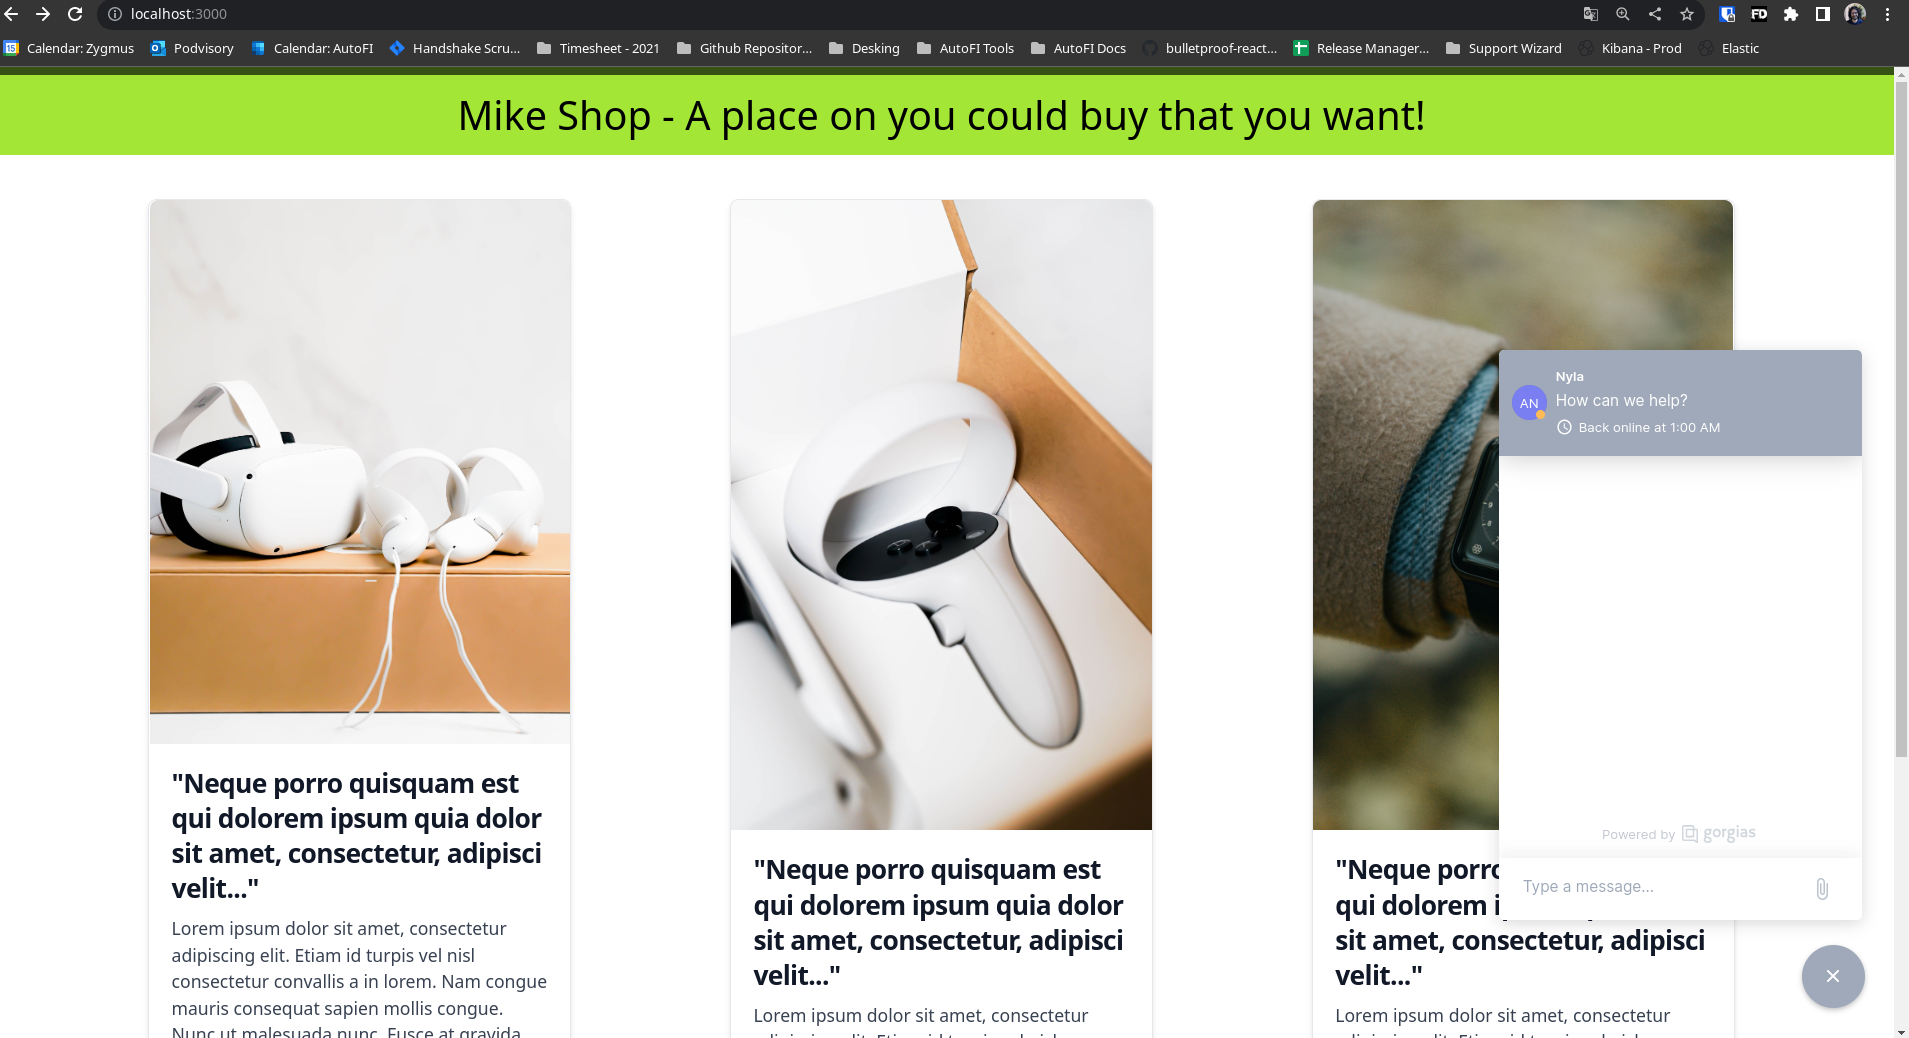 localhost:3000
FD
15 Calendar: Zygmus Podvisory Calendar: AutoFI Handshake Scru... Timesheet - 2021 Github Repositor... Desking AutoFI Tools AutoFI Docs bulletproof-react... Release Manager... Support Wizard Kibana - Prod Elastic
Mike Shop - A place on you could buy that you want!
Nyla
AN
How can we help?
Back online at 1:00 AM
Powered by gorgias
Type a message...
"Neque porro quisquam est
qui dolorem ipsum quia dolor
sit amet, consectetur, adipisci
velit..."
Lorem ipsum dolor sit amet, consectetur
adipiscing elit. Etiam id turpis vel nisl
consectetur convallis a in lorem. Nam congue
mauris consequat sapien mollis congue.
Nunc ut malesuada nunc. Fusce at gravida
"Neque porro quisquam est
qui dolorem ipsum quia dolor
sit amet, consectetur, adipisci
velit..."
Lorem ipsum dolor sit amet, consectetur
"Neque porro
qui dolorem
sit amet, consectetur, adipisci
velit..."
Lorem ipsum dolor sit amet, consectetur